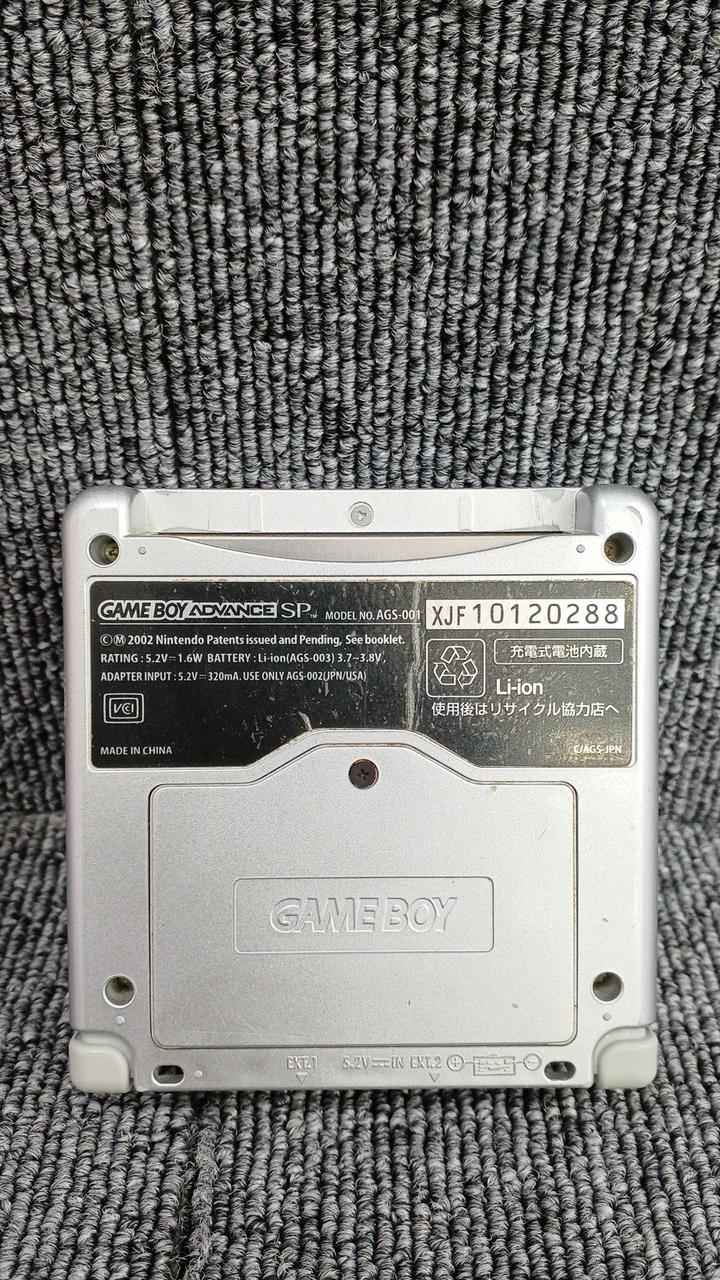 GAME BOY ADVANCE SP™ MODEL NO. AGS-001 XJF10120288
ⒸⓂ 2002 Nintendo Patents issued and Pending, See booklet.
RATING : 5.2V⎓1.6W BATTERY : Li-ion(AGS-003) 3.7~3.8V
ADAPTER INPUT : 5.2V⎓320mA. USE ONLY AGS-002(JPN/USA)
充電式電池内蔵
Li-ion
使用後はリサイクル協力店へ
VCI
MADE IN CHINA
C/AGS-JPN
GAME BOY
EXT.1 5.2V⎓IN EXT.2